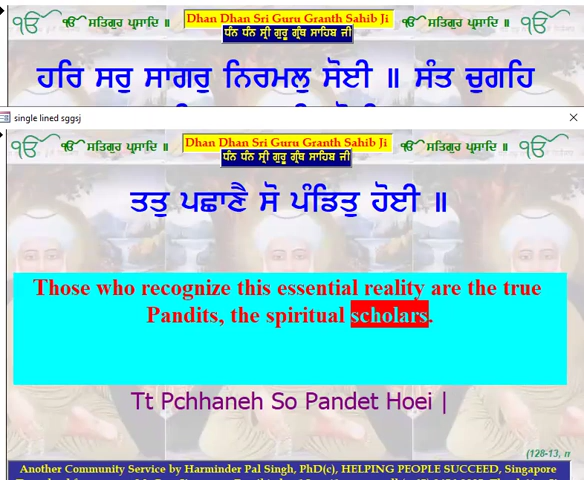 ੴ ਸਤਿਗੁਰ ਪ੍ਰਸਾਦਿ ॥ Dhan Dhan Sri Guru Granth Sahib Ji ੴ ਸਤਿਗੁਰ ਪ੍ਰਸਾਦਿ ॥ ੴ
ਧੰਨ ਧੰਨ ਸ੍ਰੀ ਗੁਰੂ ਗ੍ਰੰਥ ਸਾਹਿਬ ਜੀ
ਹਰਿ ਸਰੁ ਸਾਗਰੁ ਨਿਰਮਲੁ ਸੋਈ ॥ ਸੰਤ ਚੁਗਹਿ
single lined sggsj
ੴ ੴ ਸਤਿਗੁਰ ਪ੍ਰਸਾਦਿ ॥ Dhan Dhan Sri Guru Granth Sahib Ji ੴ ਸਤਿਗੁਰ ਪ੍ਰਸਾਦਿ ॥ ੴ
ਧੰਨ ਧੰਨ ਸ੍ਰੀ ਗੁਰੂ ਗ੍ਰੰਥ ਸਾਹਿਬ ਜੀ
ਤਤੁ ਪਛਾਣੈ ਸੋ ਪੰਡਿਤੁ ਹੋਈ ॥
Those who recognize this essential reality are the true
Pandits, the spiritual scholars.
Tt Pchhaneh So Pandet Hoei |
(128-13,
Another Community Service by Harminder Pal Singh, PhD(c), HELPING PEOPLE SUCCEED, Singapore